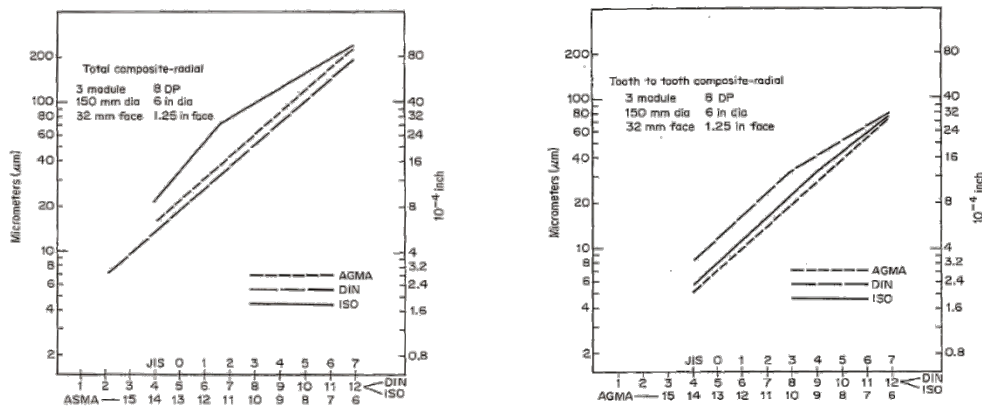 Total composite-radial
3 module 8 DP
150 mm dia 6 in dia
32 mm face 1.25 in face
200
100
80
60
40
20
10
8
6
4
2
Micrometers (μm)
80
40
32
24
16
8
4
3.2
2.4
1.6
0.8
10⁻⁴ inch
AGMA
DIN
ISO
JIS 0 1 2 3 4 5 6 7
1 2 3 4 5 6 7 8 9 10 11 12 DIN
ISO
ASMA 15 14 13 12 11 10 9 8 7 6
Tooth to tooth composite-radial
3 module 8 DP
150 mm dia 6 in dia
32 mm face 1.25 in face
200
100
80
60
40
20
10
8
6
4
2
Micrometers (μm)
80
40
32
24
16
8
4
3.2
2.4
1.6
0.8
10⁻⁴ inch
AGMA
DIN
ISO
JIS 0 1 2 3 4 5 6 7
1 2 3 4 5 6 7 8 9 10 11 12 DIN
ISO
AGMA 15 14 13 12 11 10 9 8 7 6